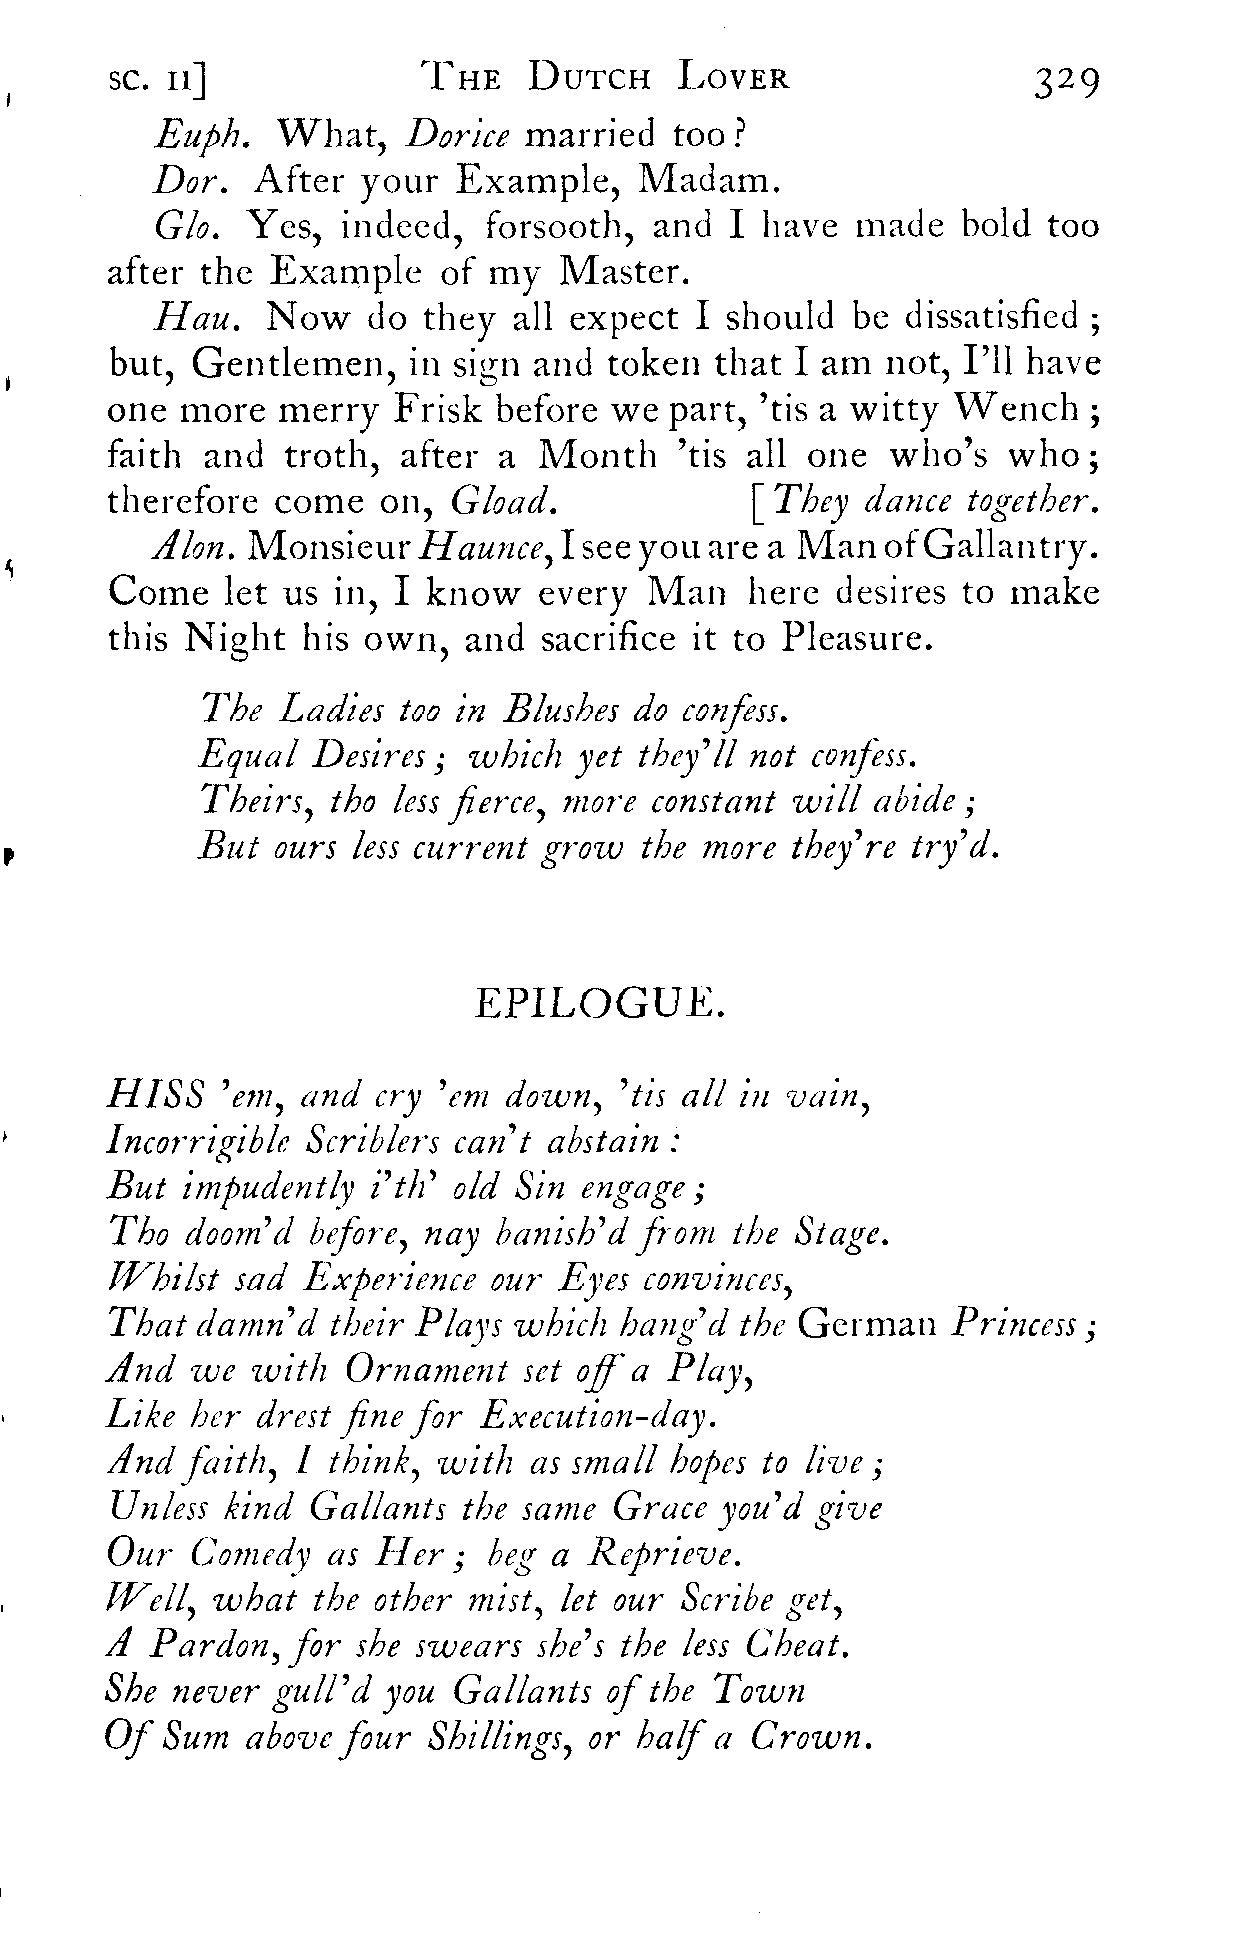 SC. II] THE DUTCH LOVER 329
Euph. What, Dorice married too?
Dor. After your Example, Madam.
Glo. Yes, indeed, forsooth, and I have made bold too
after the Example of my Master.
Hau. Now do they all expect I should be dissatisfied;
but, Gentlemen, in sign and token that I am not, I'll have
one more merry Frisk before we part, 'tis a witty Wench;
faith and troth, after a Month 'tis all one who's who;
therefore come on, Gload. [They dance together.
Alon. Monsieur Haunce, I see you are a Man of Gallantry.
Come let us in, I know every Man here desires to make
this Night his own, and sacrifice it to Pleasure.
The Ladies too in Blushes do confess.
Equal Desires; which yet they'll not confess.
Theirs, tho less fierce, more constant will abide;
But ours less current grow the more they're try'd.
EPILOGUE.
HISS 'em, and cry 'em down, 'tis all in vain,
Incorrigible Scriblers can't abstain:
But impudently i'th' old Sin engage;
Tho doom'd before, nay banish'd from the Stage.
Whilst sad Experience our Eyes convinces,
That damn'd their Plays which hang'd the German Princess;
And we with Ornament set off a Play,
Like her drest fine for Execution-day.
And faith, I think, with as small hopes to live;
Unless kind Gallants the same Grace you'd give
Our Comedy as Her; beg a Reprieve.
Well, what the other mist, let our Scribe get,
A Pardon, for she swears she's the less Cheat.
She never gull'd you Gallants of the Town
Of Sum above four Shillings, or half a Crown.